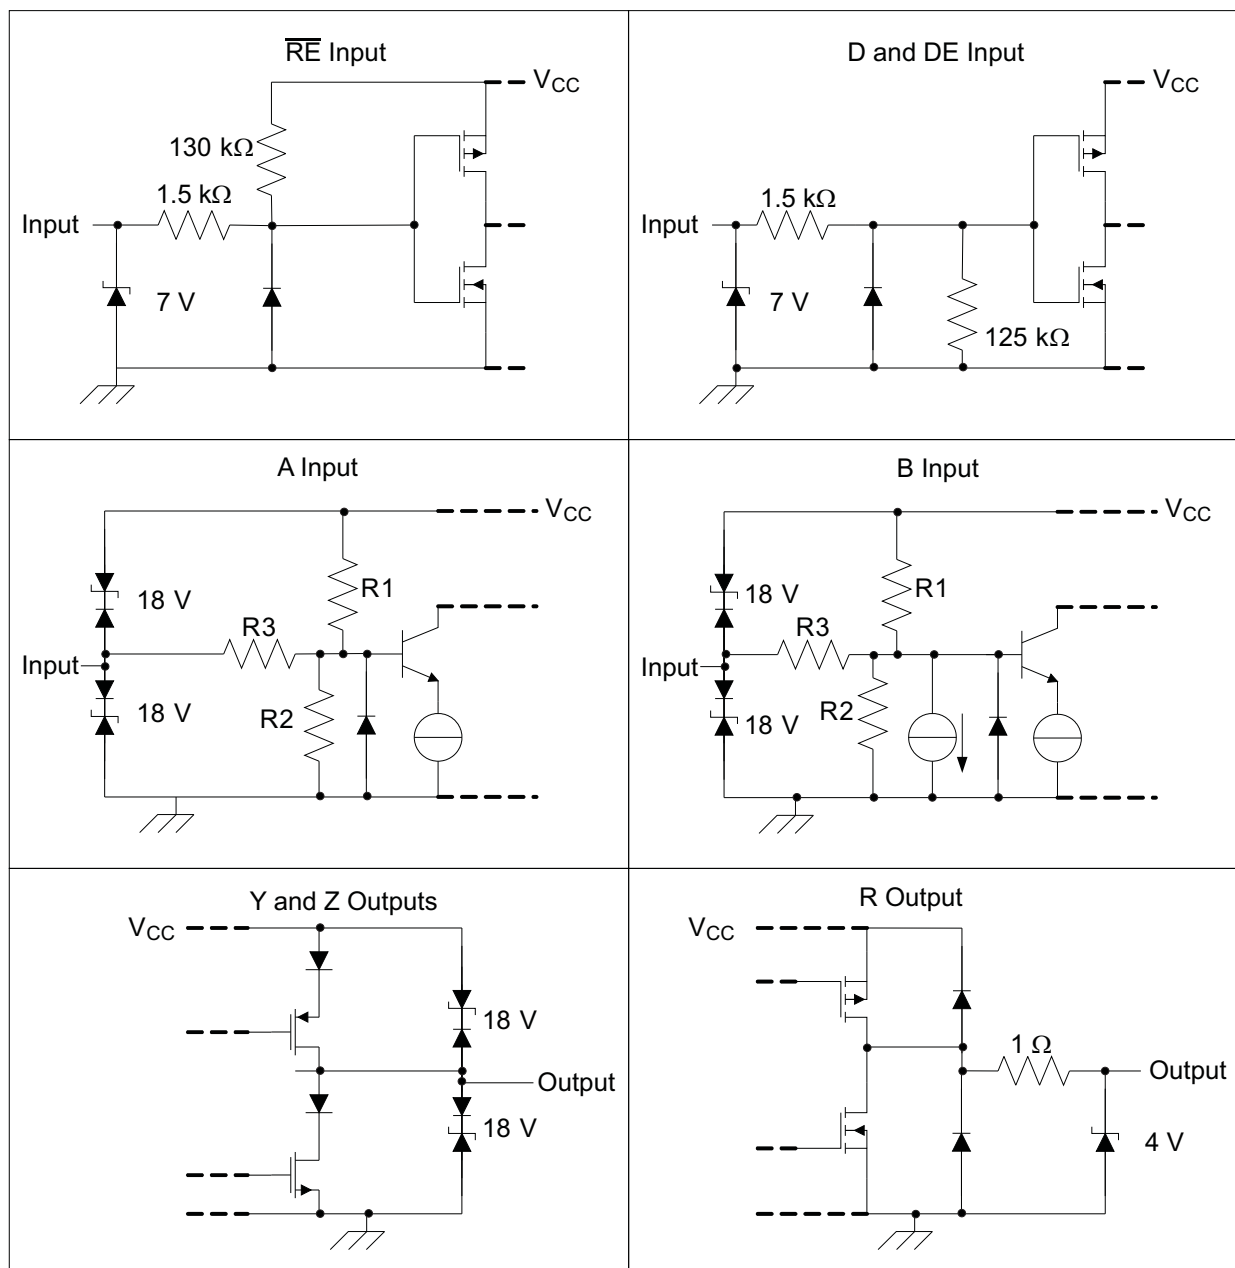 R̅E̅ Input
V_CC
130 kΩ
1.5 kΩ
Input
7 V
D and DE Input
V_CC
1.5 kΩ
Input
7 V
125 kΩ
A Input
V_CC
18 V
R1
R3
Input
18 V
R2
B Input
V_CC
18 V
R1
R3
Input
18 V
R2
Y and Z Outputs
V_CC
18 V
Output
18 V
R Output
V_CC
1 Ω
Output
4 V